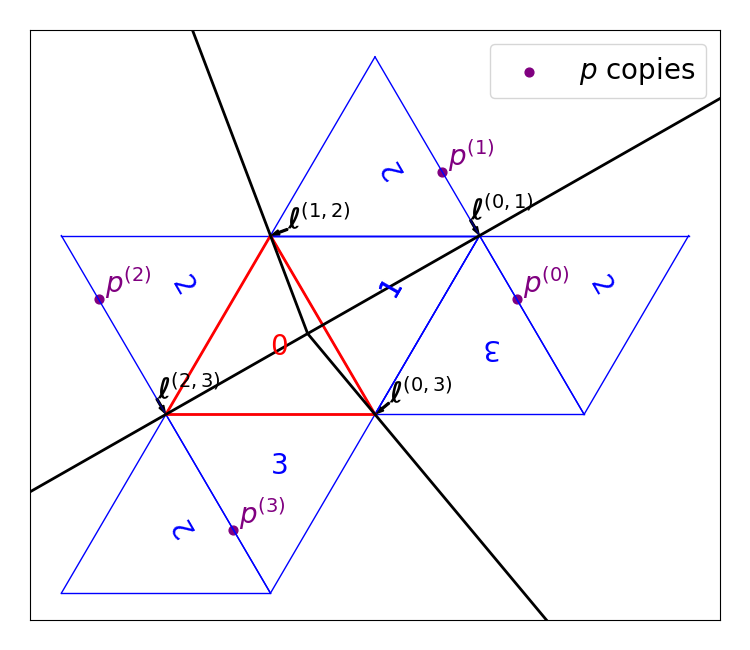 p copies
p^(1)
2
ℓ^(1,2)
ℓ^(0,1)
p^(2)
2
1
p^(0)
2
0
3
ℓ^(2,3)
ℓ^(0,3)
3
p^(3)
2